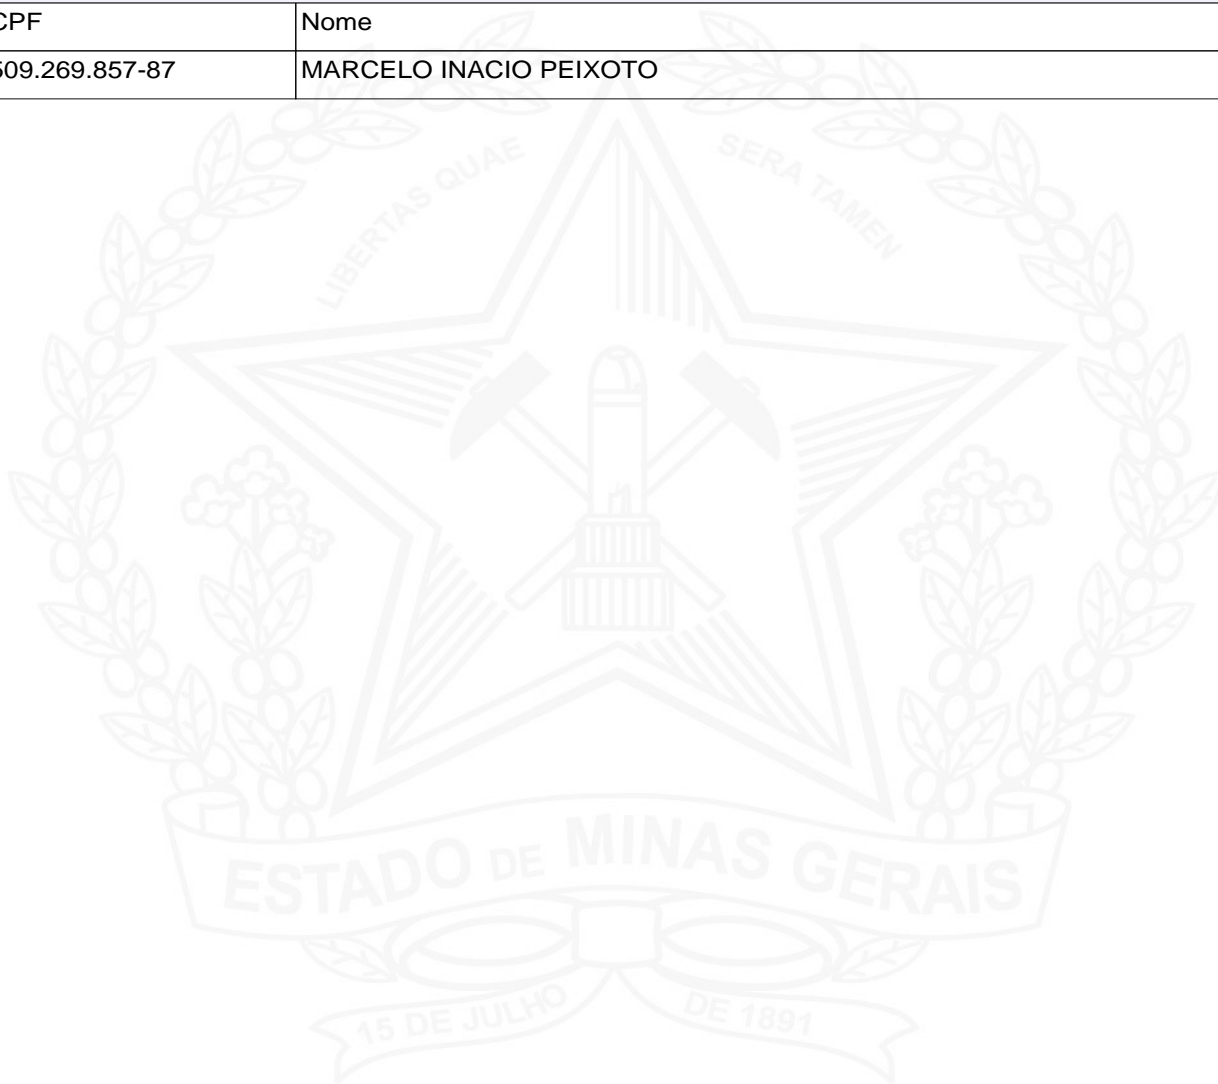 CPF Nome
509.269.857-87 MARCELO INACIO PEIXOTO
LIBERTAS QUAE SERA TAMEN
ESTADO DE MINAS GERAIS
15 DE JULHO DE 1891